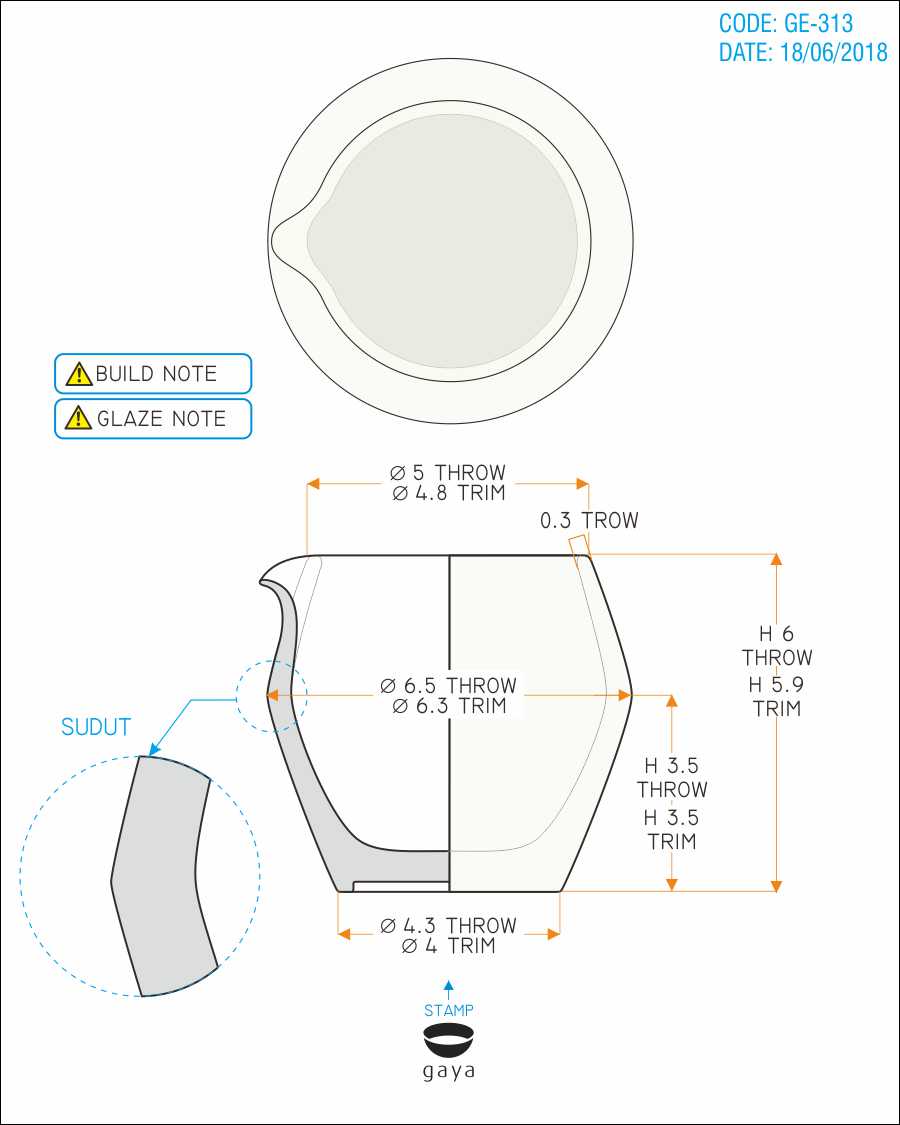 CODE: GE-313
DATE: 18/06/2018
BUILD NOTE
GLAZE NOTE
Ø 5 THROW
Ø 4.8 TRIM
0.3 TROW
H 6
THROW
H 5.9
TRIM
Ø 6.5 THROW
Ø 6.3 TRIM
SUDUT
H 3.5
THROW
H 3.5
TRIM
Ø 4.3 THROW
Ø 4 TRIM
STAMP
gaya